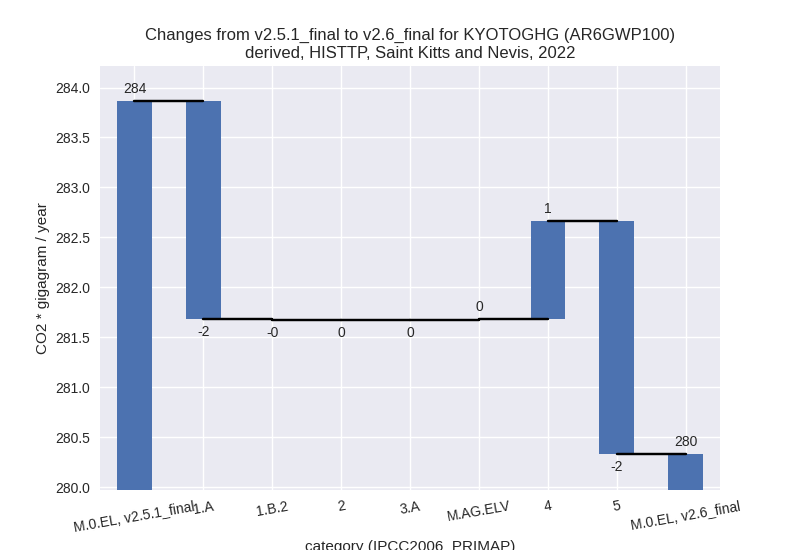 Changes from v2.5.1_final to v2.6_final for KYOTOGHG (AR6GWP100)
derived, HISTTP, Saint Kitts and Nevis, 2022
CO2 * gigagram / year
284.0
283.5
283.0
282.5
282.0
281.5
281.0
280.5
280.0
284
-2
-0
0
0
0
1
-2
280
M.0.EL, v2.5.1_final
1.A
1.B.2
2
3.A
M.AG.ELV
4
5
M.0.EL, v2.6_final
category (IPCC2006_PRIMAP)